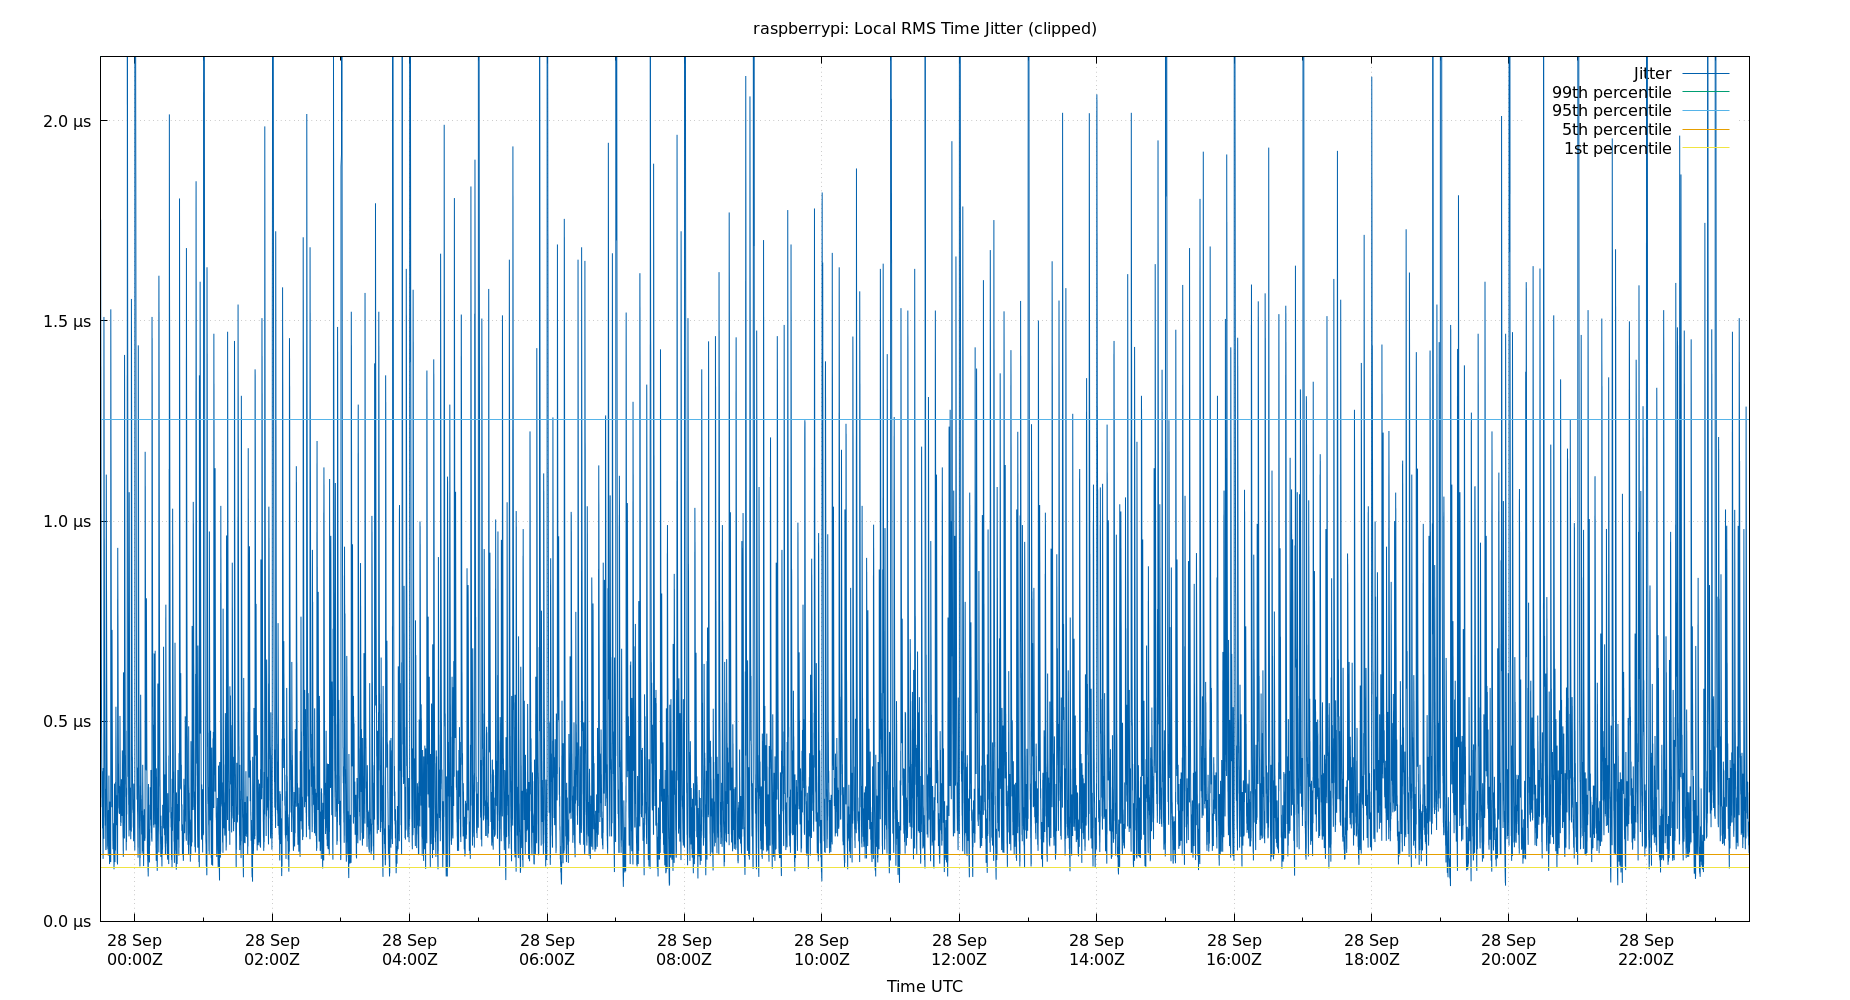 raspberrypi: Local RMS Time Jitter (clipped)
Jitter
99th percentile
95th percentile
5th percentile
1st percentile
2.0 µs
1.5 µs
1.0 µs
0.5 µs
0.0 µs
28 Sep 28 Sep 28 Sep 28 Sep 28 Sep 28 Sep 28 Sep 28 Sep 28 Sep 28 Sep 28 Sep 28 Sep
00:00Z 02:00Z 04:00Z 06:00Z 08:00Z 10:00Z 12:00Z 14:00Z 16:00Z 18:00Z 20:00Z 22:00Z
Time UTC